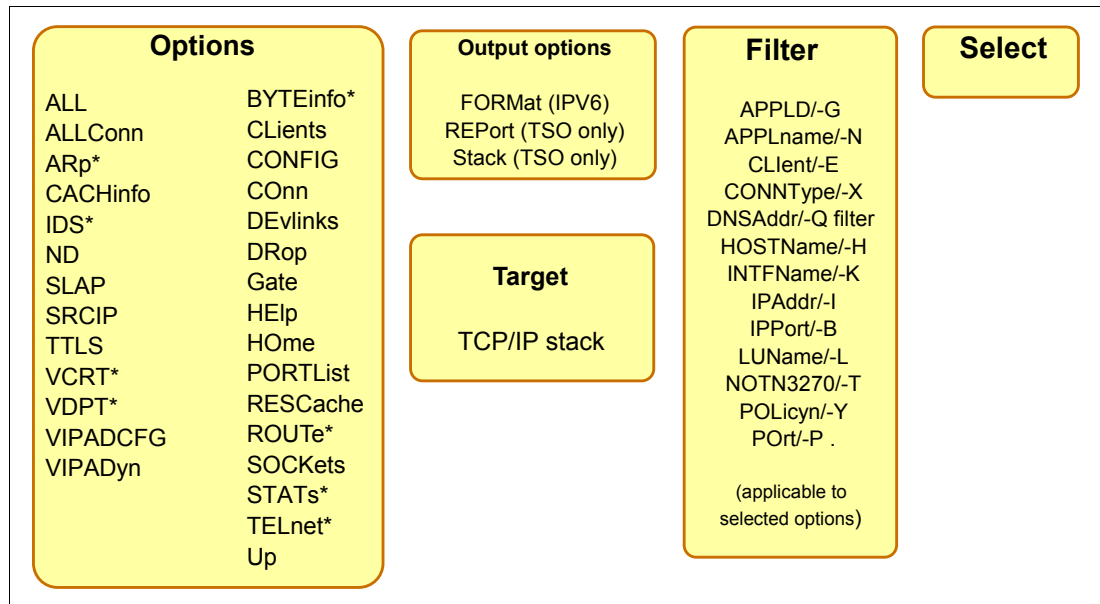 Options
ALL
ALLConn
ARp*
CACHinfo
IDS*
ND
SLAP
SRCIP
TTLS
VCRT*
VDPT*
VIPADCFG
VIPADyn
BYTEinfo*
CLients
CONFIG
COnn
DEvlinks
DRop
Gate
HElp
HOme
PORTList
RESCache
ROUTe*
SOCKets
STATs*
TELnet*
Up
Output options
FORMat (IPV6)
REPort (TSO only)
Stack (TSO only)
Target
TCP/IP stack
Filter
APPLD/-G
APPLname/-N
CLIent/-E
CONNType/-X
DNSAddr/-Q filter
HOSTName/-H
INTFName/-K
IPAddr/-I
IPPort/-B
LUName/-L
NOTN3270/-T
POLicyn/-Y
POrt/-P .
(applicable to
selected options)
Select